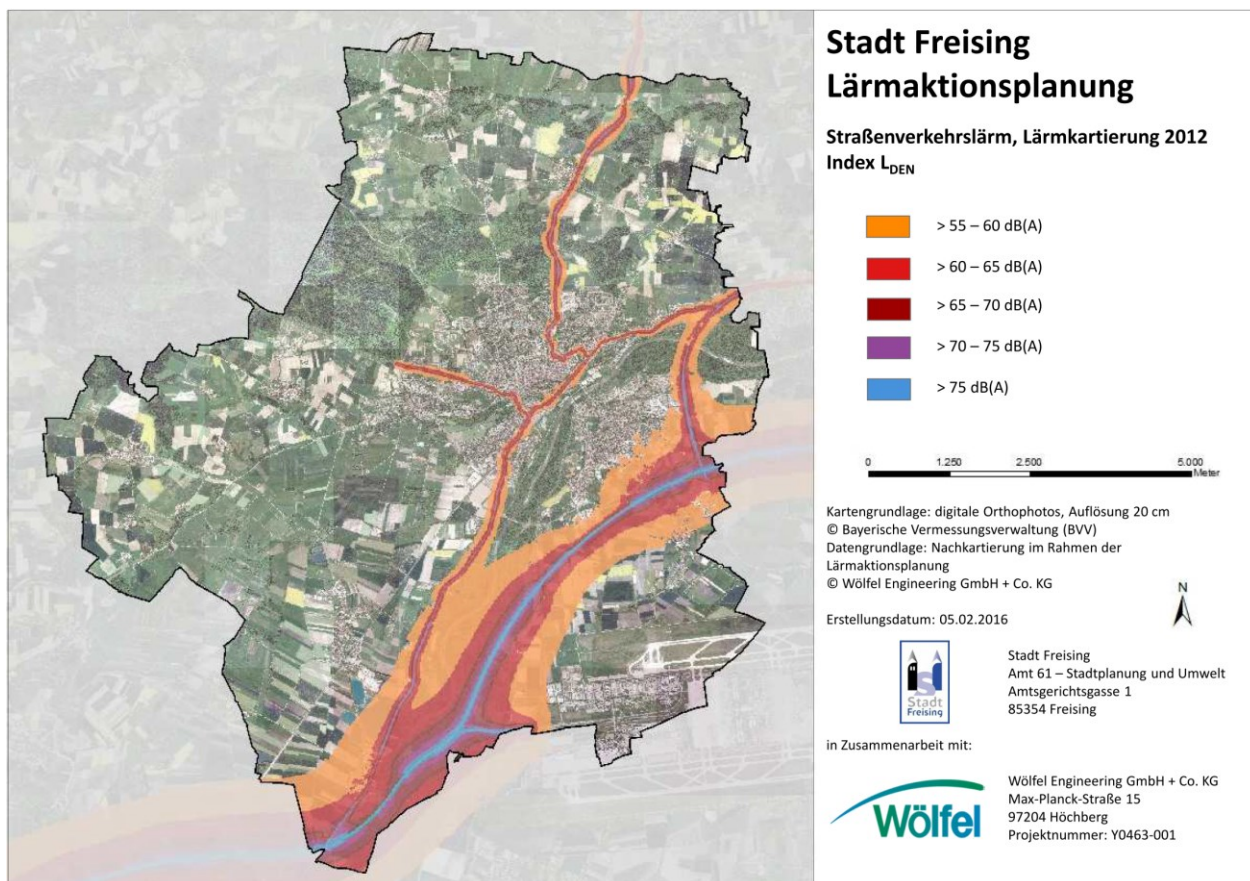 Stadt Freising
Lärmaktionsplanung
Straßenverkehrslärm, Lärmkartierung 2012
Index LDEN
> 55 – 60 dB(A)
> 60 – 65 dB(A)
> 65 – 70 dB(A)
> 70 – 75 dB(A)
> 75 dB(A)
0 1.250 2.500 5.000
Meter
Kartengrundlage: digitale Orthophotos, Auflösung 20 cm
© Bayerische Vermessungsverwaltung (BVV)
Datengrundlage: Nachkartierung im Rahmen der
Lärmaktionsplanung
© Wölfel Engineering GmbH + Co. KG
N
Erstellungsdatum: 05.02.2016
Stadt
Freising
Stadt Freising
Amt 61 – Stadtplanung und Umwelt
Amtsgerichtsgasse 1
85354 Freising
in Zusammenarbeit mit:
Wölfel
Wölfel Engineering GmbH + Co. KG
Max-Planck-Straße 15
97204 Höchberg
Projektnummer: Y0463-001